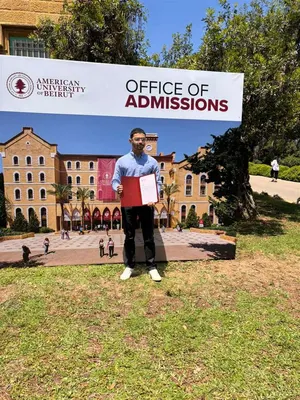 AMERICAN
UNIVERSITY
OF BEIRUT
OFFICE OF
ADMISSIONS